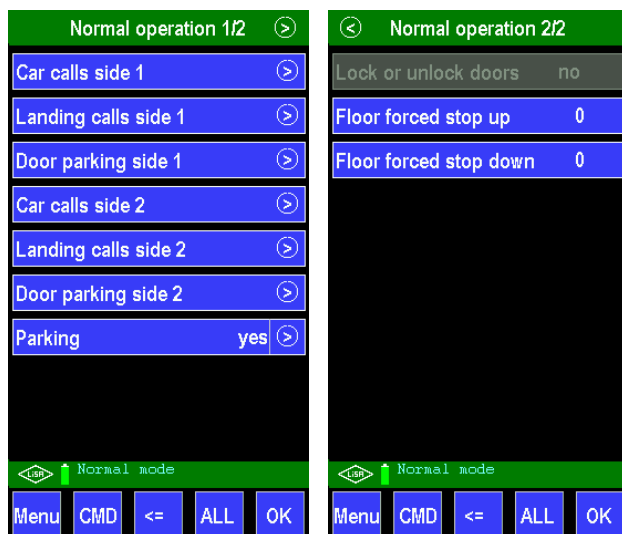 Normal operation 1/2 >
Car calls side 1 >
Landing calls side 1 >
Door parking side 1 >
Car calls side 2 >
Landing calls side 2 >
Door parking side 2 >
Parking yes >
LiSA Normal mode
Menu CMD <= ALL OK
< Normal operation 2/2
Lock or unlock doors no
Floor forced stop up 0
Floor forced stop down 0
LiSA Normal mode
Menu CMD <= ALL OK